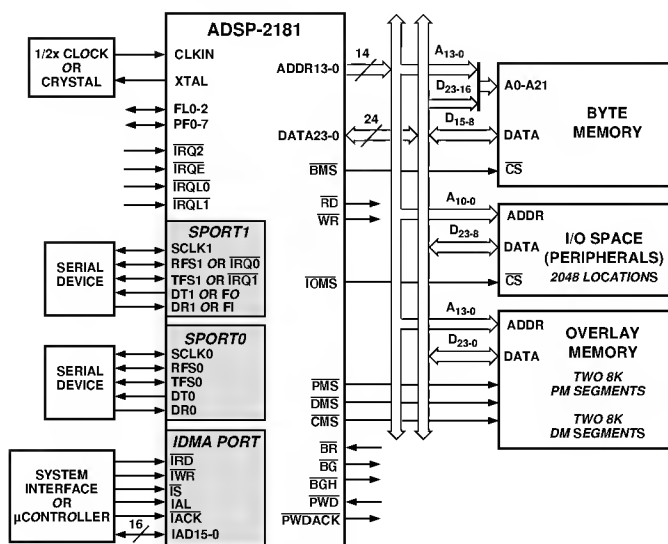 ADSP-2181
1/2x CLOCK
OR
CRYSTAL
CLKIN
XTAL
FL0-2
PF0-7
IRQ2
IRQE
IRQL0
IRQL1
SPORT1
SERIAL
DEVICE
SCLK1
RFS1 OR IRQ0
TFS1 OR IRQ1
DT1 OR FO
DR1 OR FI
SPORT0
SERIAL
DEVICE
SCLK0
RFS0
TFS0
DT0
DR0
IDMA PORT
SYSTEM
INTERFACE
OR
µCONTROLLER
IRD
IWR
IS
IAL
IACK
16
IAD15-0
ADDR13-0
14
DATA23-0
24
BMS
RD
WR
IOMS
PMS
DMS
CMS
BR
BG
BGH
PWD
PWDACK
A13-0
D23-16
D15-8
A0-A21
BYTE
MEMORY
DATA
CS
A10-0
D23-8
ADDR
I/O SPACE
(PERIPHERALS)
DATA
2048 LOCATIONS
CS
A13-0
D23-0
ADDR
OVERLAY
MEMORY
DATA
TWO 8K
PM SEGMENTS
TWO 8K
DM SEGMENTS